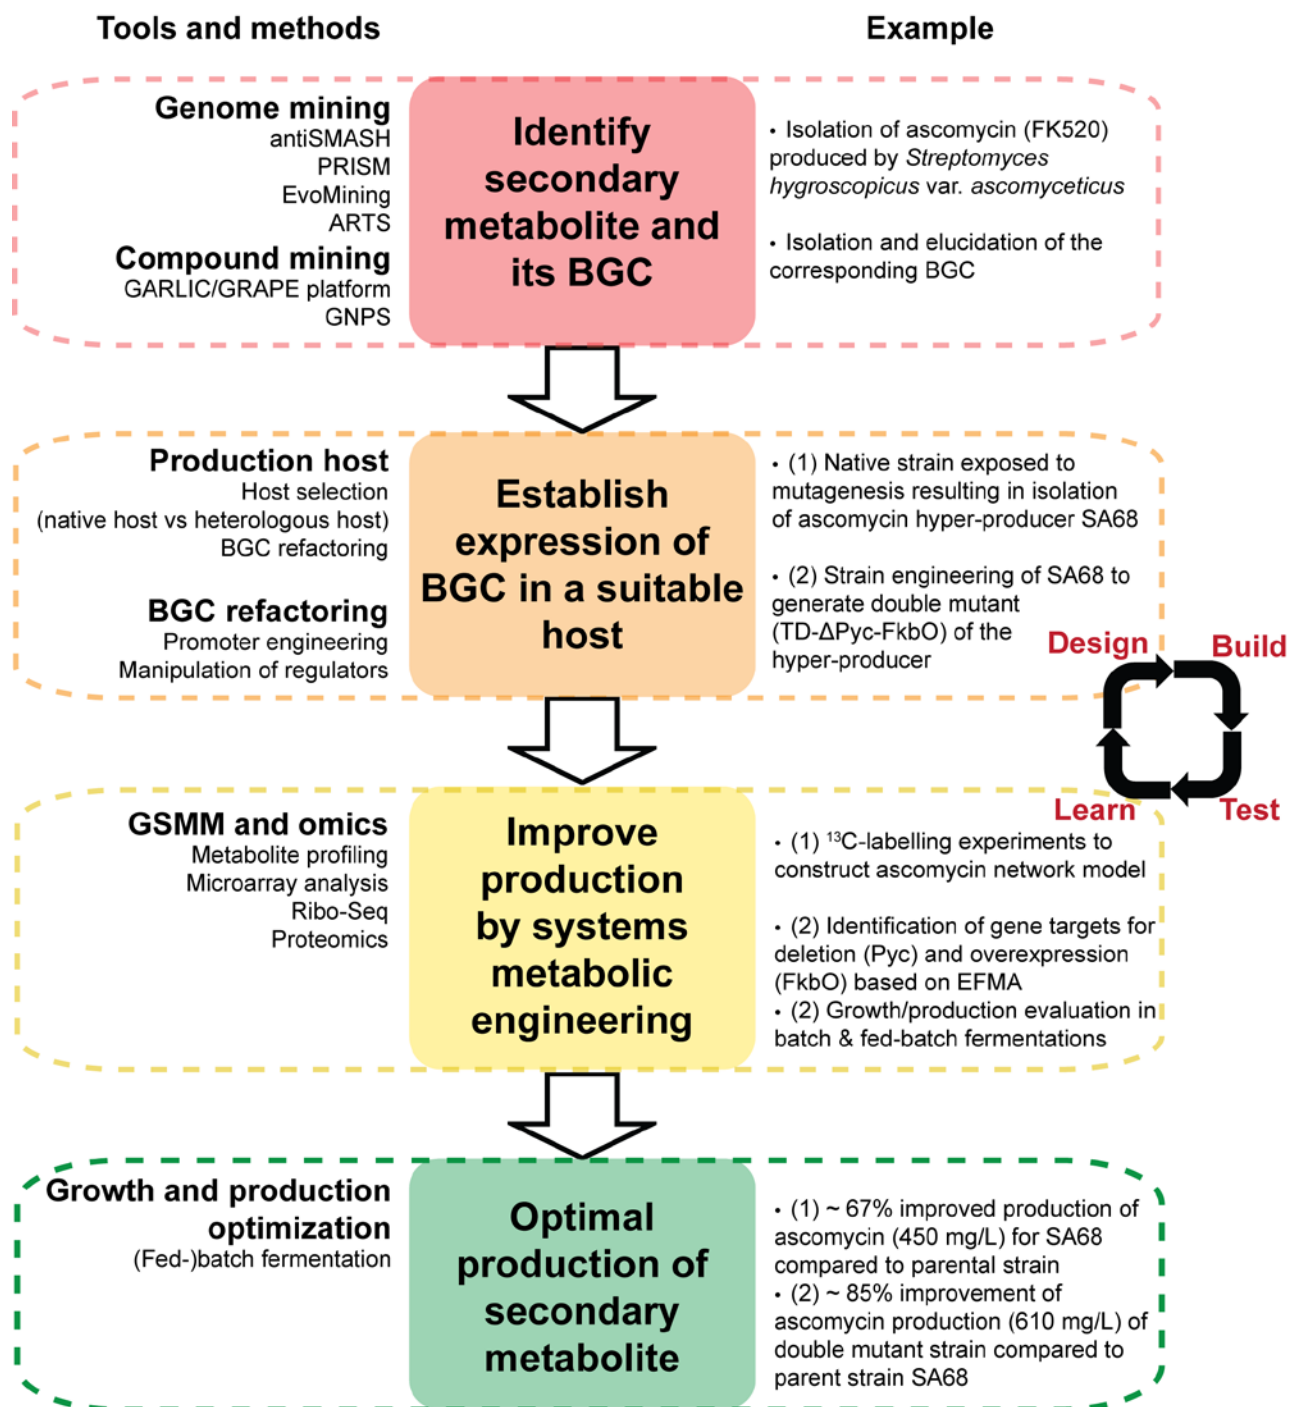 Tools and methods
Example
Genome mining
antiSMASH
PRISM
EvoMining
ARTS
Compound mining
GARLIC/GRAPE platform
GNPS
Identify
secondary
metabolite and
its BGC
• Isolation of ascomycin (FK520)
produced by Streptomyces
hygroscopicus var. ascomyceticus
• Isolation and elucidation of the
corresponding BGC
Production host
Host selection
(native host vs heterologous host)
BGC refactoring
BGC refactoring
Promoter engineering
Manipulation of regulators
Establish
expression of
BGC in a suitable
host
• (1) Native strain exposed to
mutagenesis resulting in isolation
of ascomycin hyper-producer SA68
• (2) Strain engineering of SA68 to
generate double mutant
(TD-ΔPyc-FkbO) of the
hyper-producer
Design
Build
Learn
Test
GSMM and omics
Metabolite profiling
Microarray analysis
Ribo-Seq
Proteomics
Improve
production
by systems
metabolic
engineering
• (1) ¹³C-labelling experiments to
construct ascomycin network model
• (2) Identification of gene targets for
deletion (Pyc) and overexpression
(FkbO) based on EFMA
• (2) Growth/production evaluation in
batch & fed-batch fermentations
Growth and production
optimization
(Fed-)batch fermentation
Optimal
production of
secondary
metabolite
• (1) ~ 67% improved production of
ascomycin (450 mg/L) for SA68
compared to parental strain
• (2) ~ 85% improvement of
ascomycin production (610 mg/L) of
double mutant strain compared to
parent strain SA68